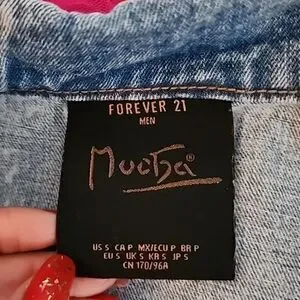 FOREVER 21
MEN
Mucha®
US S CA P MX/ECU P BR P
EU S UK S KR S JP S
CN 170/96A